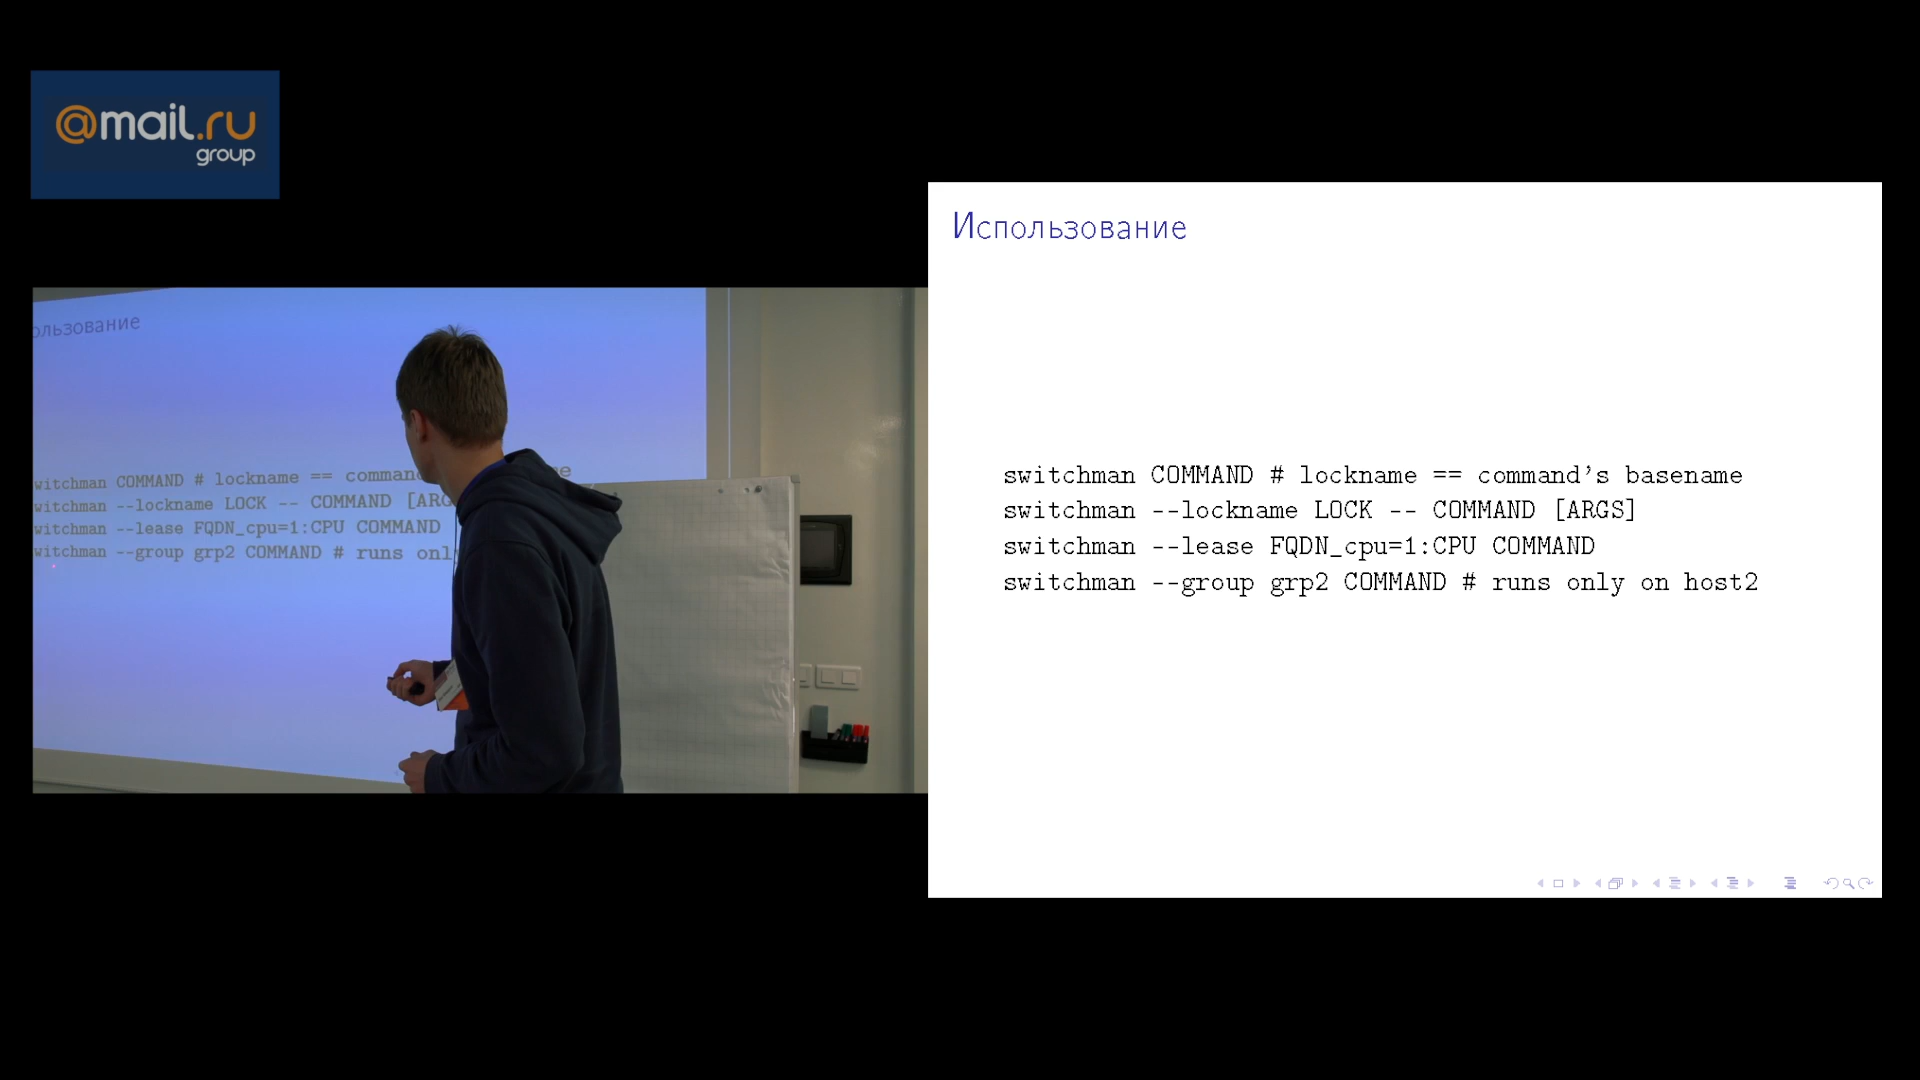 @mail.ru
group
Использование
switchman COMMAND # lockname == command's basename
switchman --lockname LOCK -- COMMAND [ARGS]
switchman --lease FQDN_cpu=1:CPU COMMAND
switchman --group grp2 COMMAND # runs only on host2
ользование
witchman COMMAND # lockname == comman
witchman --lockname LOCK -- COMMAND [ARG
witchman --lease FQDN_cpu=1:CPU COMMAND
witchman --group grp2 COMMAND # runs onl